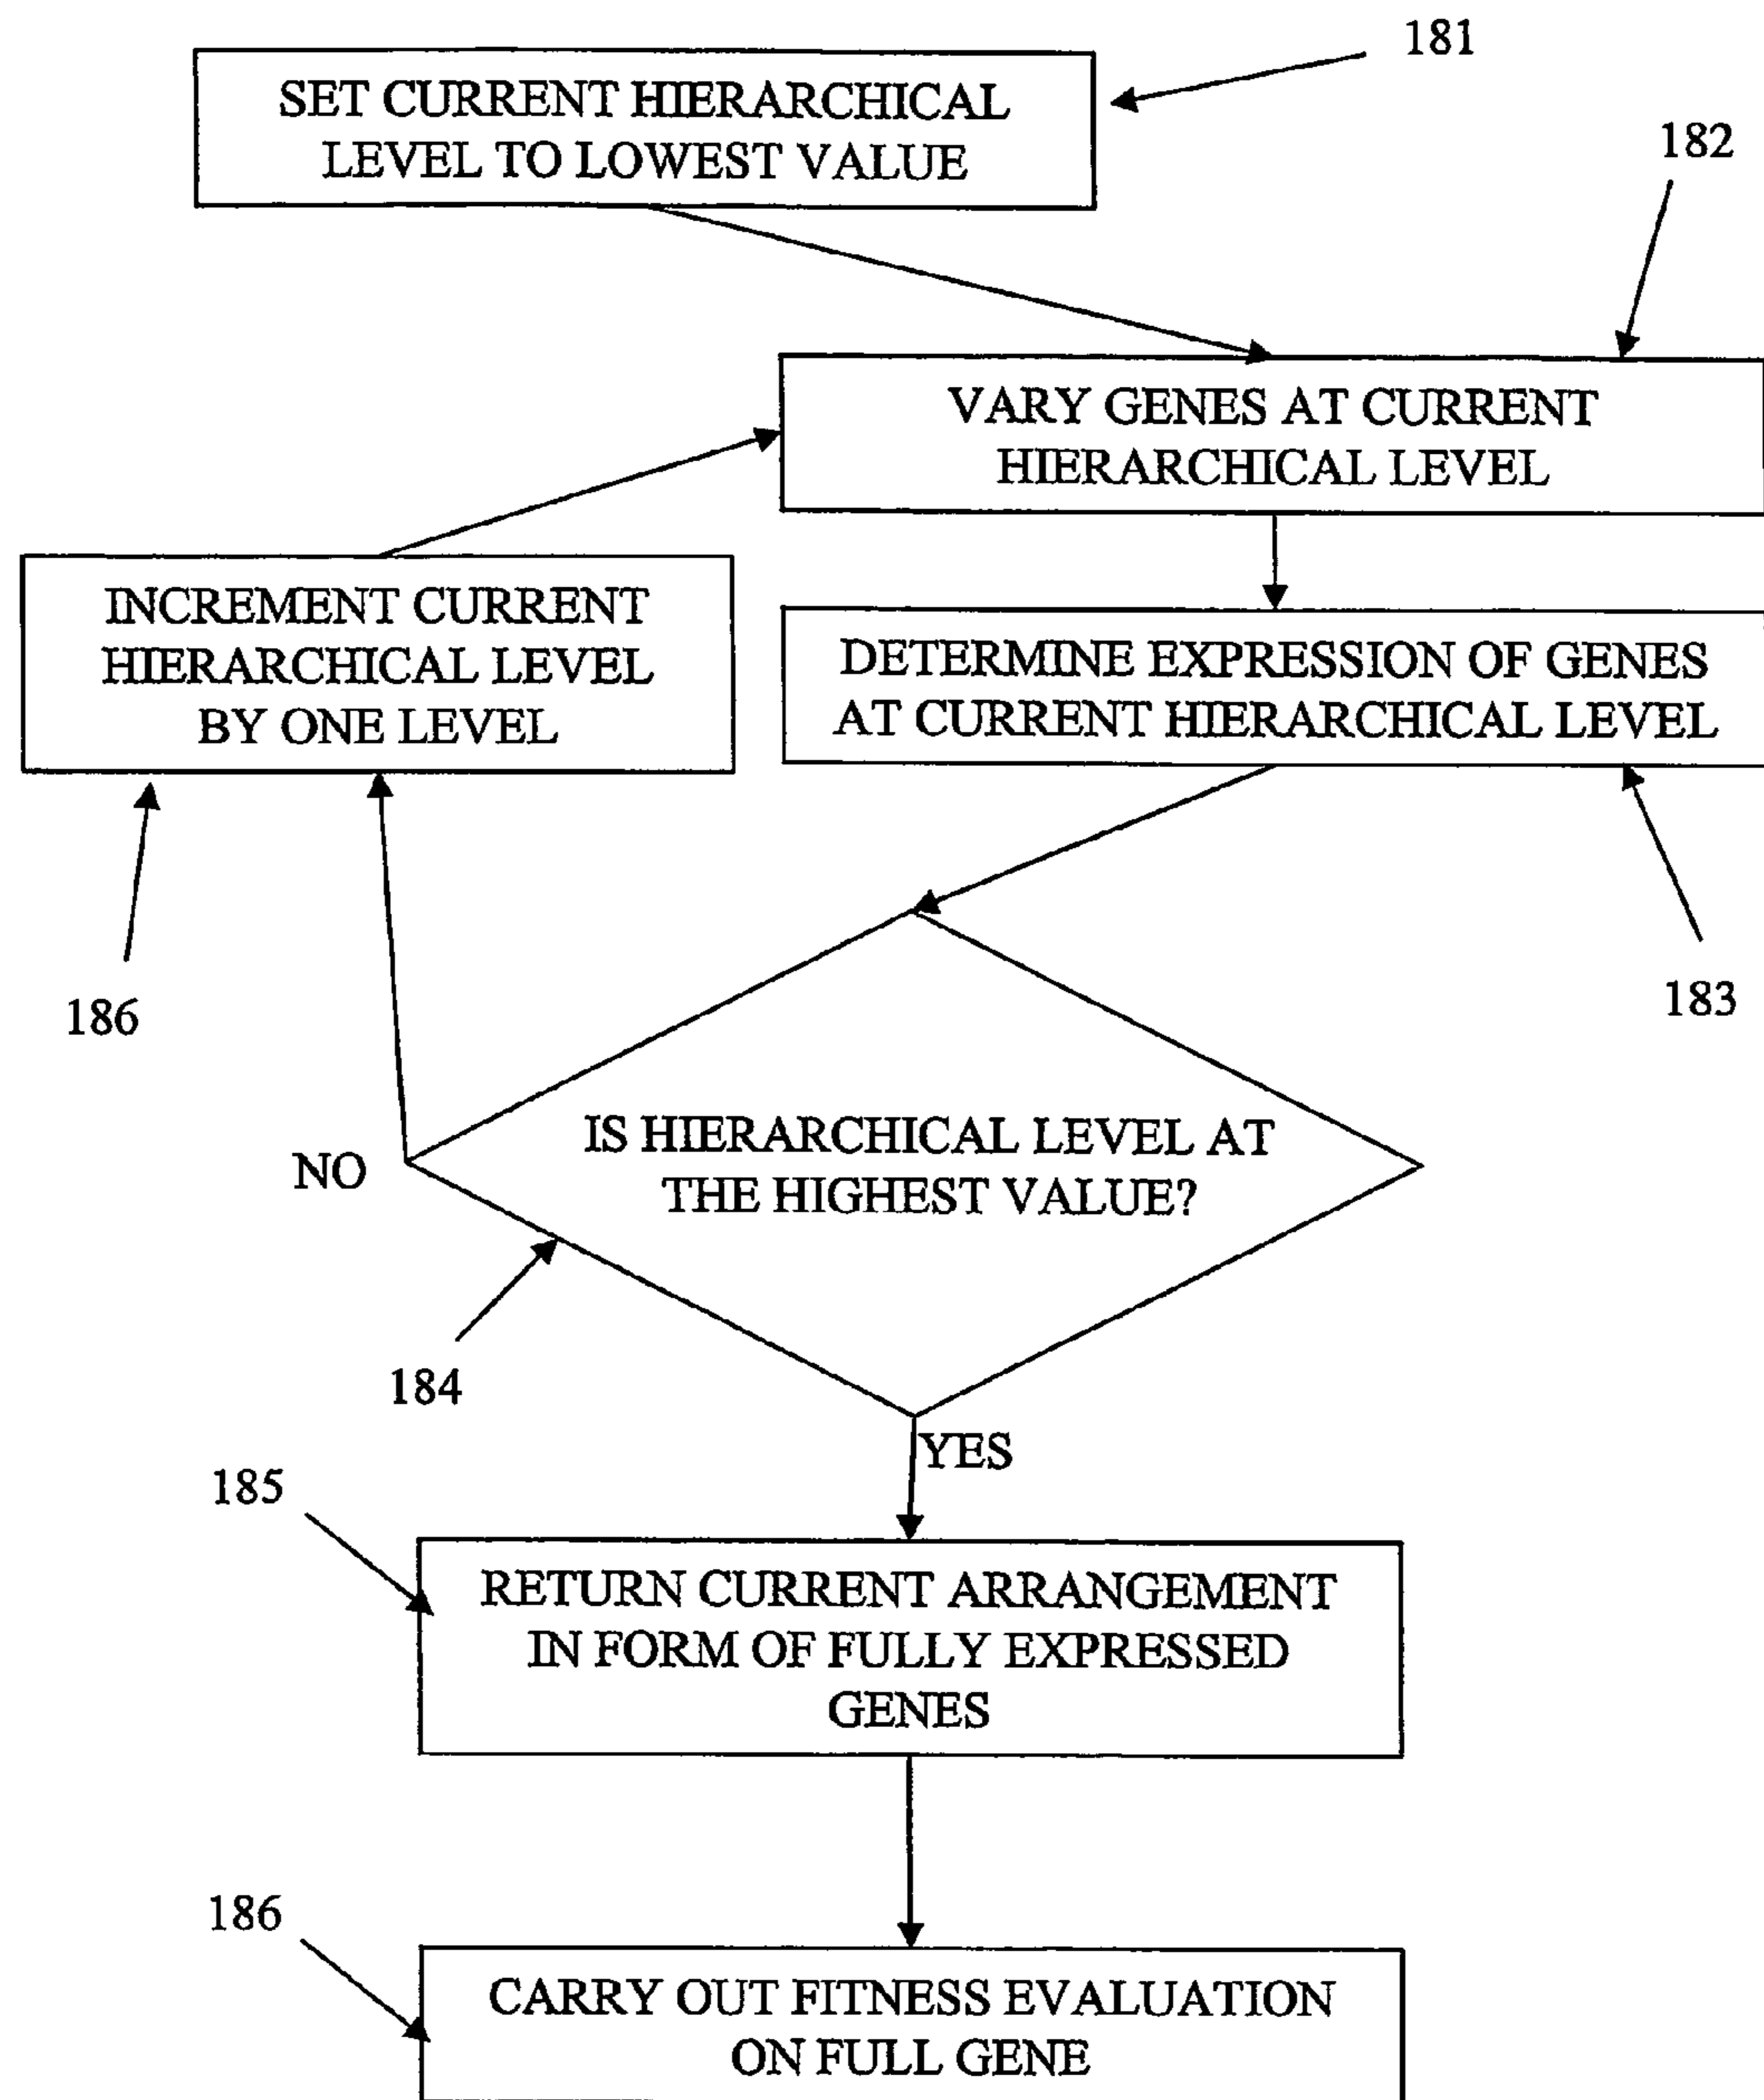 181
SET CURRENT HIERARCHICAL
LEVEL TO LOWEST VALUE
182
VARY GENES AT CURRENT
HIERARCHICAL LEVEL
INCREMENT CURRENT
HIERARCHICAL LEVEL
BY ONE LEVEL
DETERMINE EXPRESSION OF GENES
AT CURRENT HIERARCHICAL LEVEL
186
183
IS HIERARCHICAL LEVEL AT
THE HIGHEST VALUE?
NO
184
YES
185
RETURN CURRENT ARRANGEMENT
IN FORM OF FULLY EXPRESSED
GENES
186
CARRY OUT FITNESS EVALUATION
ON FULL GENE